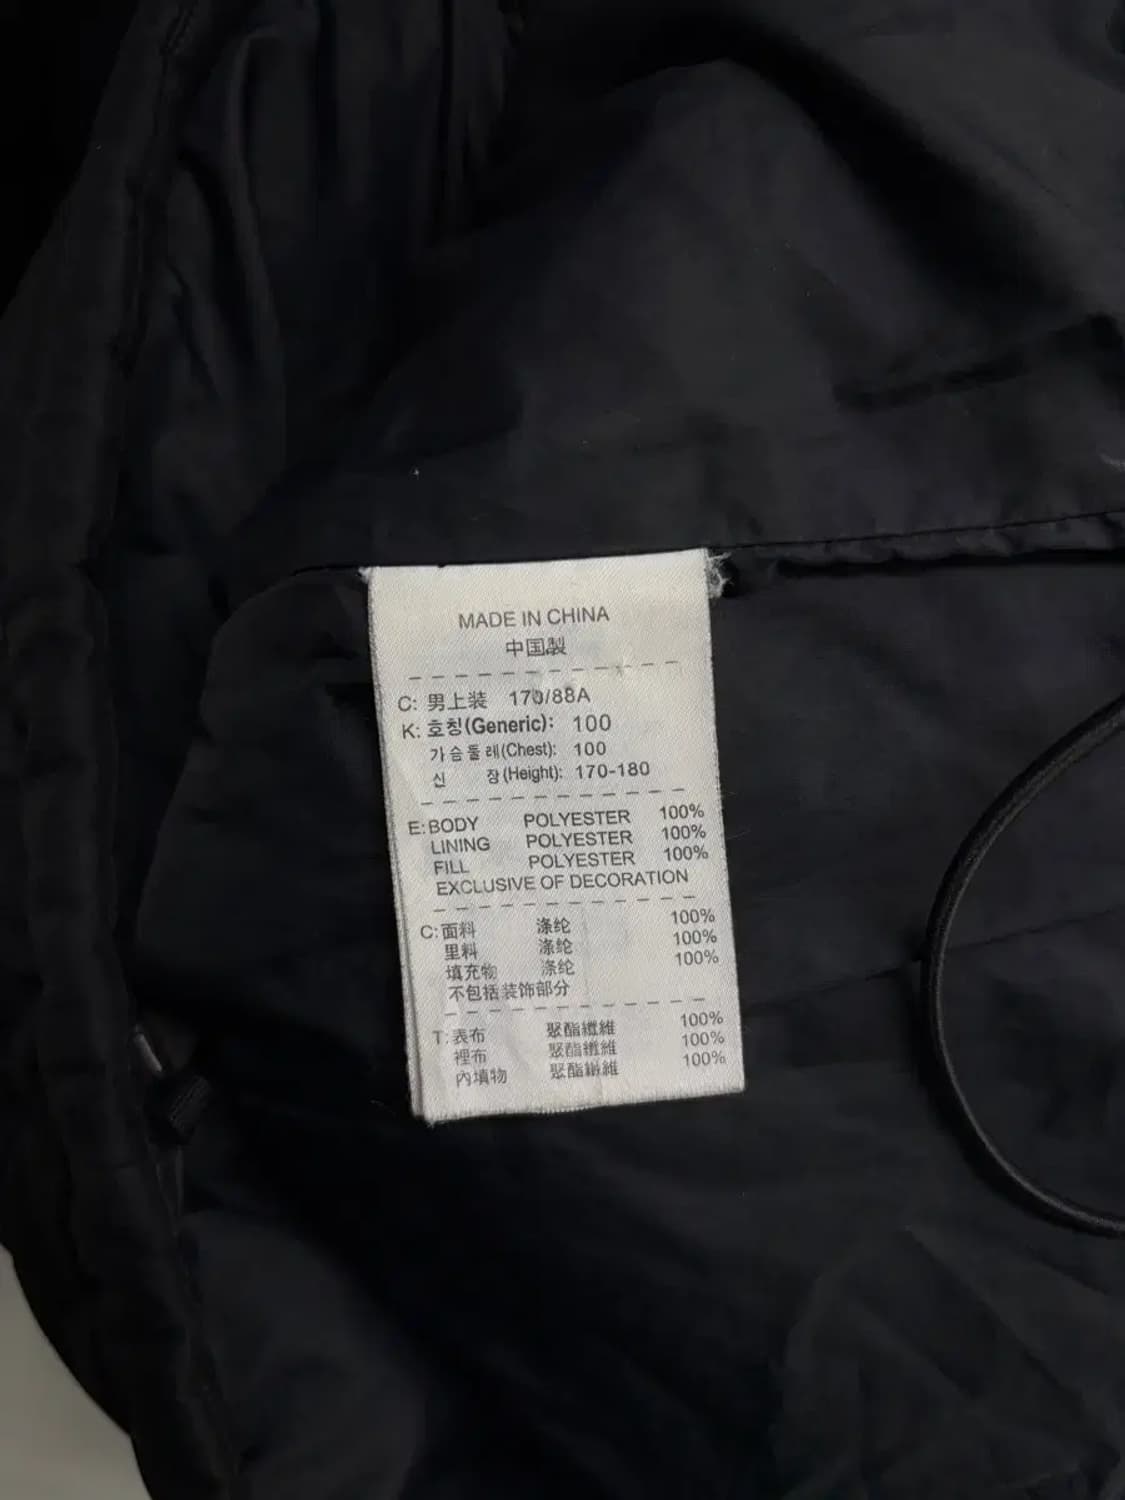 MADE IN CHINA
中国製
C: 男上装 170/88A
K: 호칭(Generic): 100
가슴둘레(Chest): 100
신 장(Height): 170-180
E: BODY POLYESTER 100%
LINING POLYESTER 100%
FILL POLYESTER 100%
EXCLUSIVE OF DECORATION
C: 面料 涤纶 100%
里料 涤纶 100%
填充物 涤纶 100%
不包括装饰部分
T: 表布 聚酯纖維 100%
裡布 聚酯纖維 100%
內填物 聚酯纖維 100%